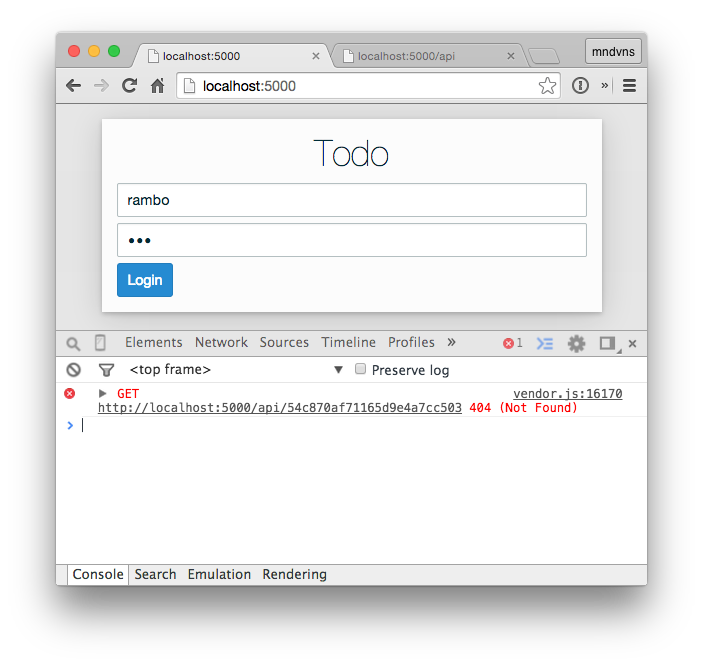 localhost:5000 localhost:5000/api mndvns
localhost:5000
Todo
rambo
•••
Login
Elements Network Sources Timeline Profiles » 1
<top frame> Preserve log
GET vendor.js:16170
http://localhost:5000/api/54c870af71165d9e4a7cc503 404 (Not Found)
Console Search Emulation Rendering